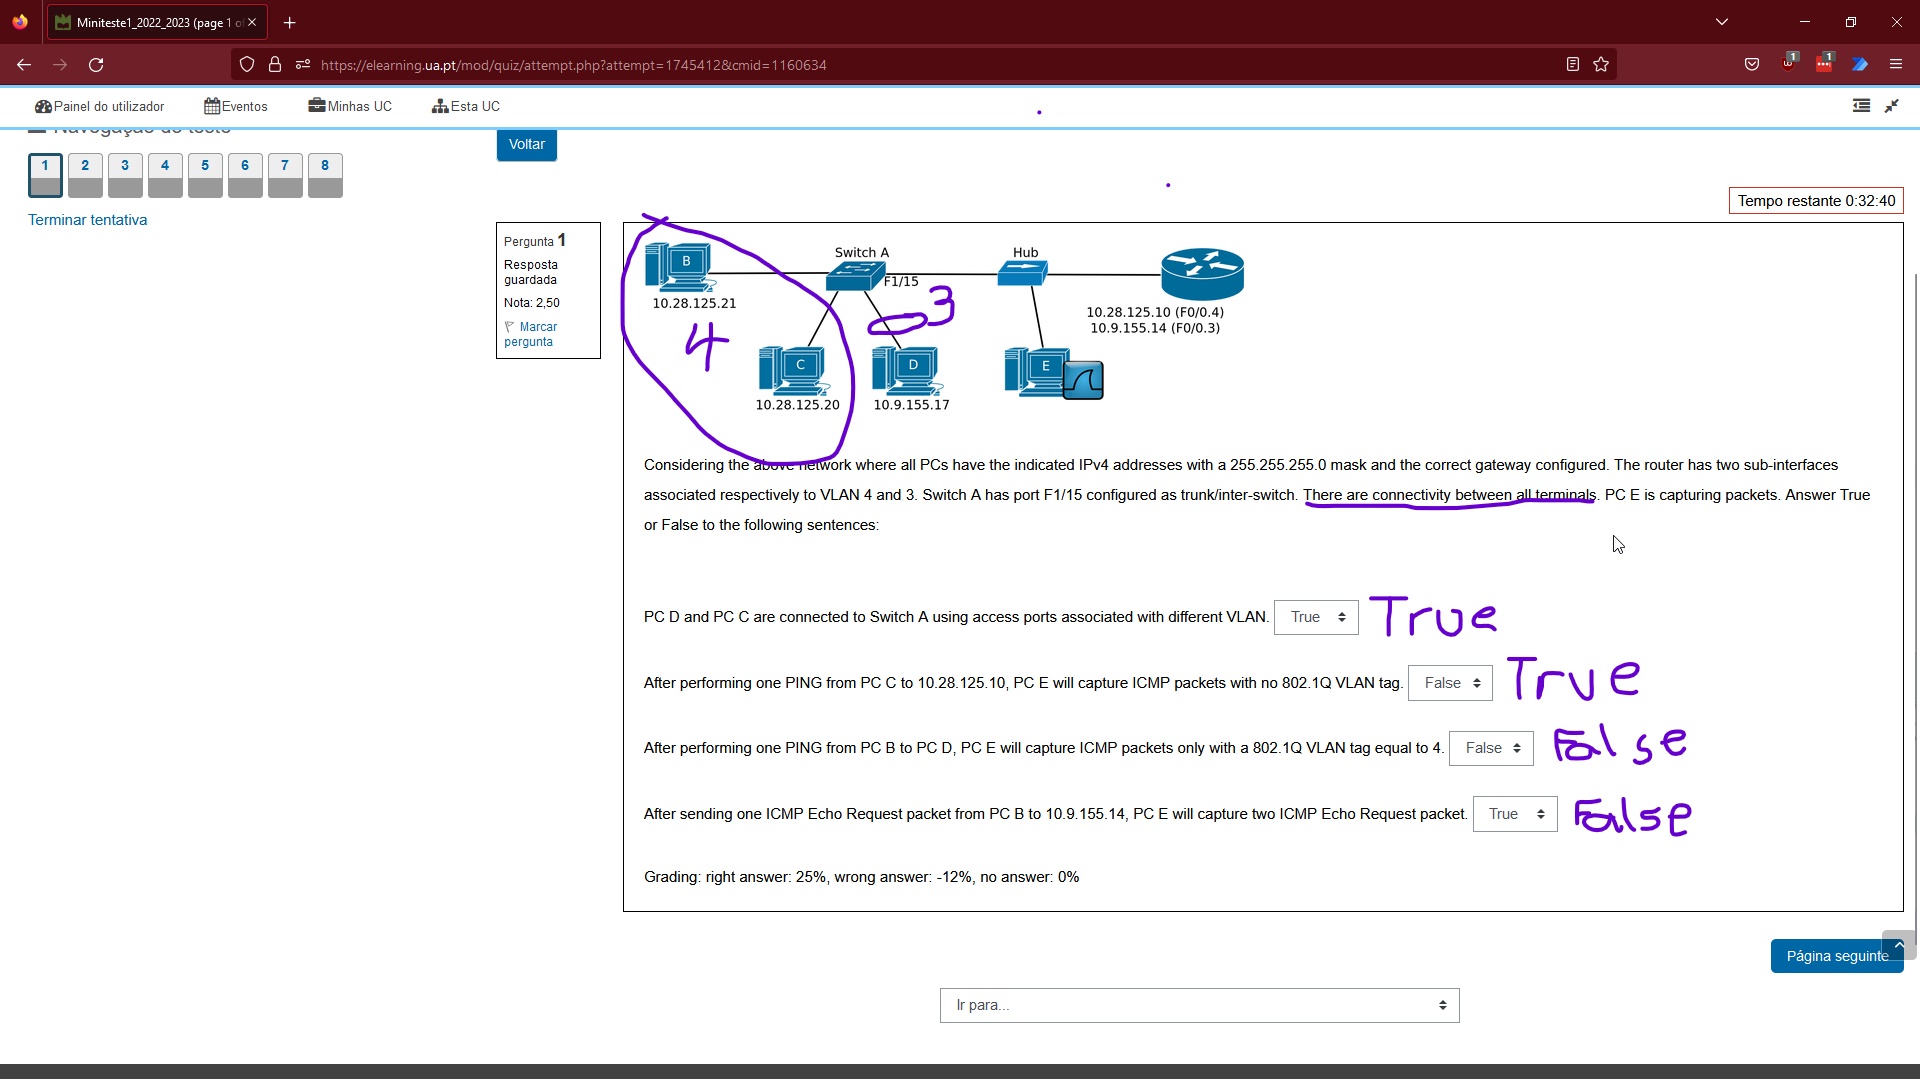 Miniteste1_2022_2023 (page 1 o
https://elearning.ua.pt/mod/quiz/attempt.php?attempt=1745412&cmid=1160634
1
1
Painel do utilizador
Eventos
Minhas UC
Esta UC
Navegação do teste
Voltar
1 2 3 4 5 6 7 8
Tempo restante 0:32:40
Terminar tentativa
Pergunta 1
Resposta
guardada
Nota: 2,50
Marcar
pergunta
B
10.28.125.21
Switch A
F1/15
Hub
10.28.125.10 (F0/0.4)
10.9.155.14 (F0/0.3)
4
3
C
10.28.125.20
D
10.9.155.17
E
Considering the above network where all PCs have the indicated IPv4 addresses with a 255.255.255.0 mask and the correct gateway configured. The router has two sub-interfaces
associated respectively to VLAN 4 and 3. Switch A has port F1/15 configured as trunk/inter-switch. There are connectivity between all terminals. PC E is capturing packets. Answer True
or False to the following sentences:
PC D and PC C are connected to Switch A using access ports associated with different VLAN. True True
After performing one PING from PC C to 10.28.125.10, PC E will capture ICMP packets with no 802.1Q VLAN tag. False True
After performing one PING from PC B to PC D, PC E will capture ICMP packets only with a 802.1Q VLAN tag equal to 4. False False
After sending one ICMP Echo Request packet from PC B to 10.9.155.14, PC E will capture two ICMP Echo Request packet. True False
Grading: right answer: 25%, wrong answer: -12%, no answer: 0%
Página seguinte
Ir para...